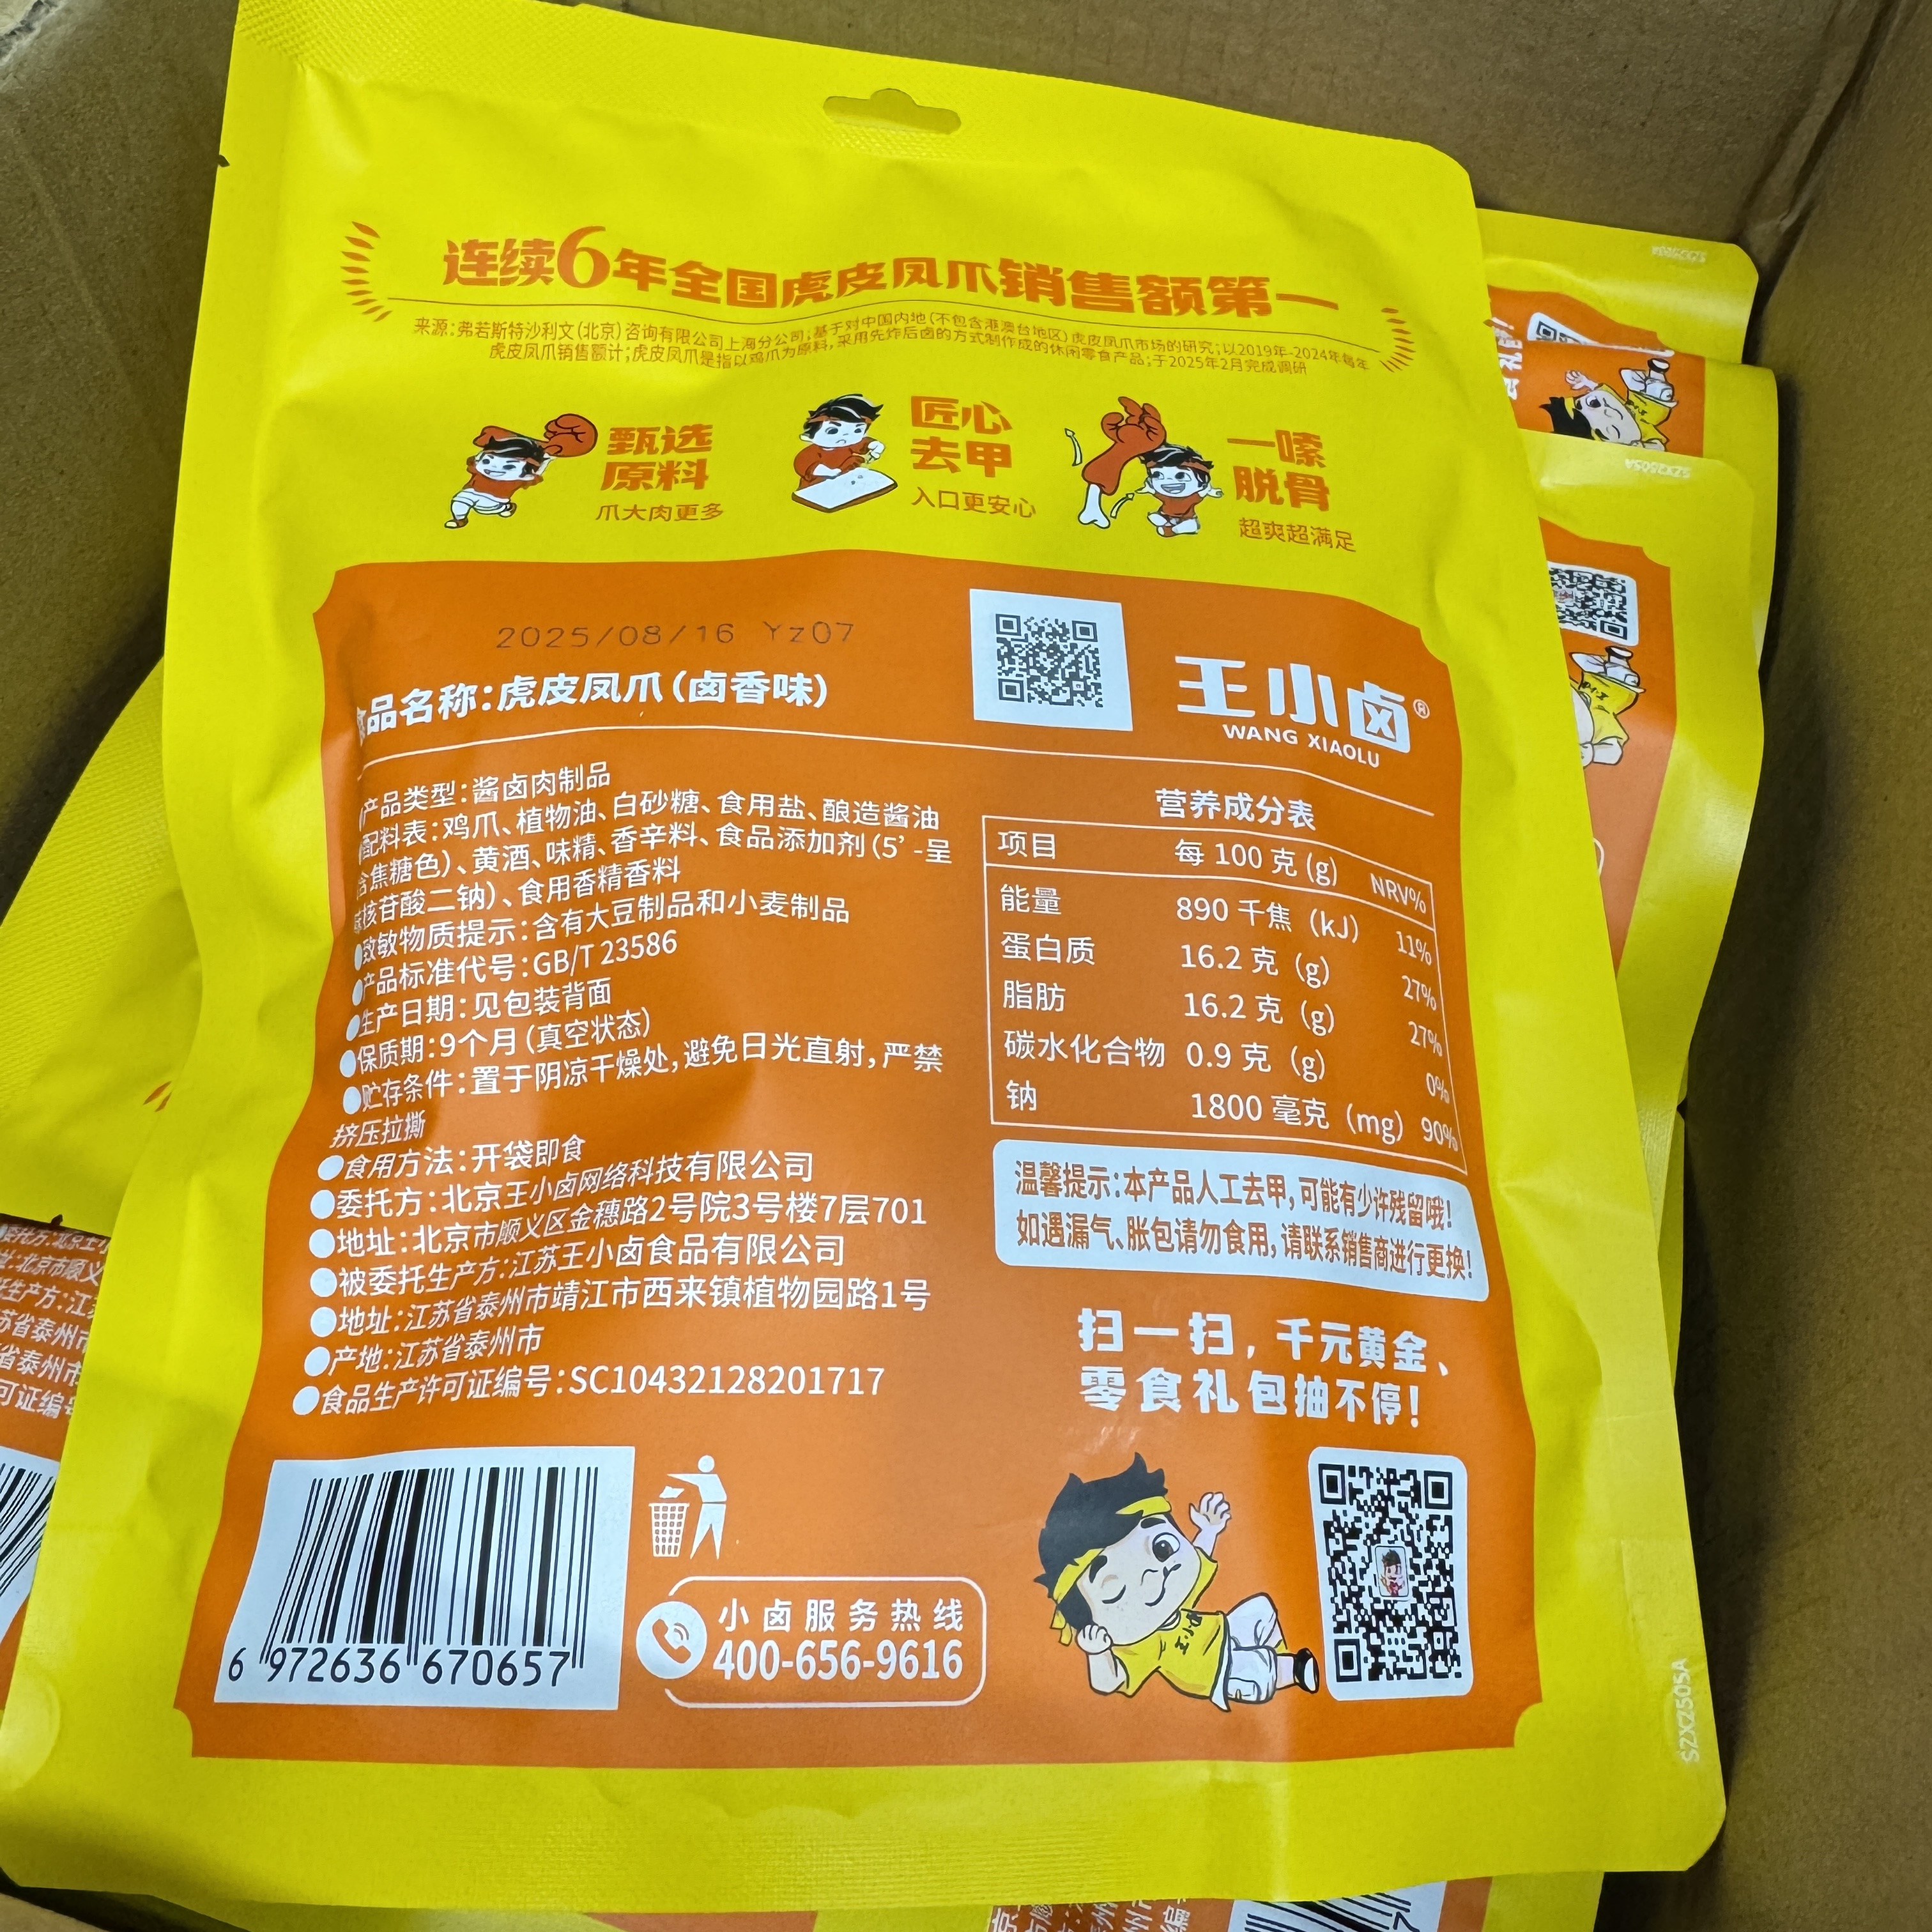 连续6年全国虎皮凤爪销售额第一
来源:弗若斯特沙利文(北京)咨询有限公司上海分公司;基于对中国内地(不包含港澳台地区)虎皮凤爪市场的研究;以2019年-2024年每年
虎皮凤爪销售额计;虎皮凤爪是指以鸡爪为原料,采用先炸后卤的方式制作成的休闲零食产品;于2025年2月完成调研
甄选
原料
爪大肉更多
匠心
去甲
入口更安心
一嗦
脱骨
超爽超满足
2025/08/16 Yz07
食品名称:虎皮凤爪(卤香味)
王小卤®
WANG XIAOLU
产品类型:酱卤肉制品
配料表:鸡爪、植物油、白砂糖、食用盐、酿造酱油
含焦糖色)、黄酒、味精、香辛料、食品添加剂(5’-呈
味核苷酸二钠)、食用香精香料
●致敏物质提示:含有大豆制品和小麦制品
●产品标准代号:GB/T 23586
●生产日期:见包装背面
●保质期:9个月(真空状态)
●贮存条件:置于阴凉干燥处,避免日光直射,严禁
挤压拉撕
●食用方法:开袋即食
●委托方:北京王小卤网络科技有限公司
●地址:北京市顺义区金穗路2号院3号楼7层701
●被委托生产方:江苏王小卤食品有限公司
●地址:江苏省泰州市靖江市西来镇植物园路1号
●产地:江苏省泰州市
●食品生产许可证编号:SC10432128201717
营养成分表
项目 每 100 克 (g) NRV%
能量 890 千焦 (kJ) 11%
蛋白质 16.2 克 (g) 27%
脂肪 16.2 克 (g) 27%
碳水化合物 0.9 克 (g) 0%
钠 1800 毫克 (mg) 90%
温馨提示:本产品人工去甲,可能有少许残留哦!
如遇漏气、胀包请勿食用,请联系销售商进行更换!
扫一扫,千元黄金、
零食礼包抽不停!
6 972636 670657
小卤服务热线
400-656-9616
王小卤
SZX2505A
SZX2505A